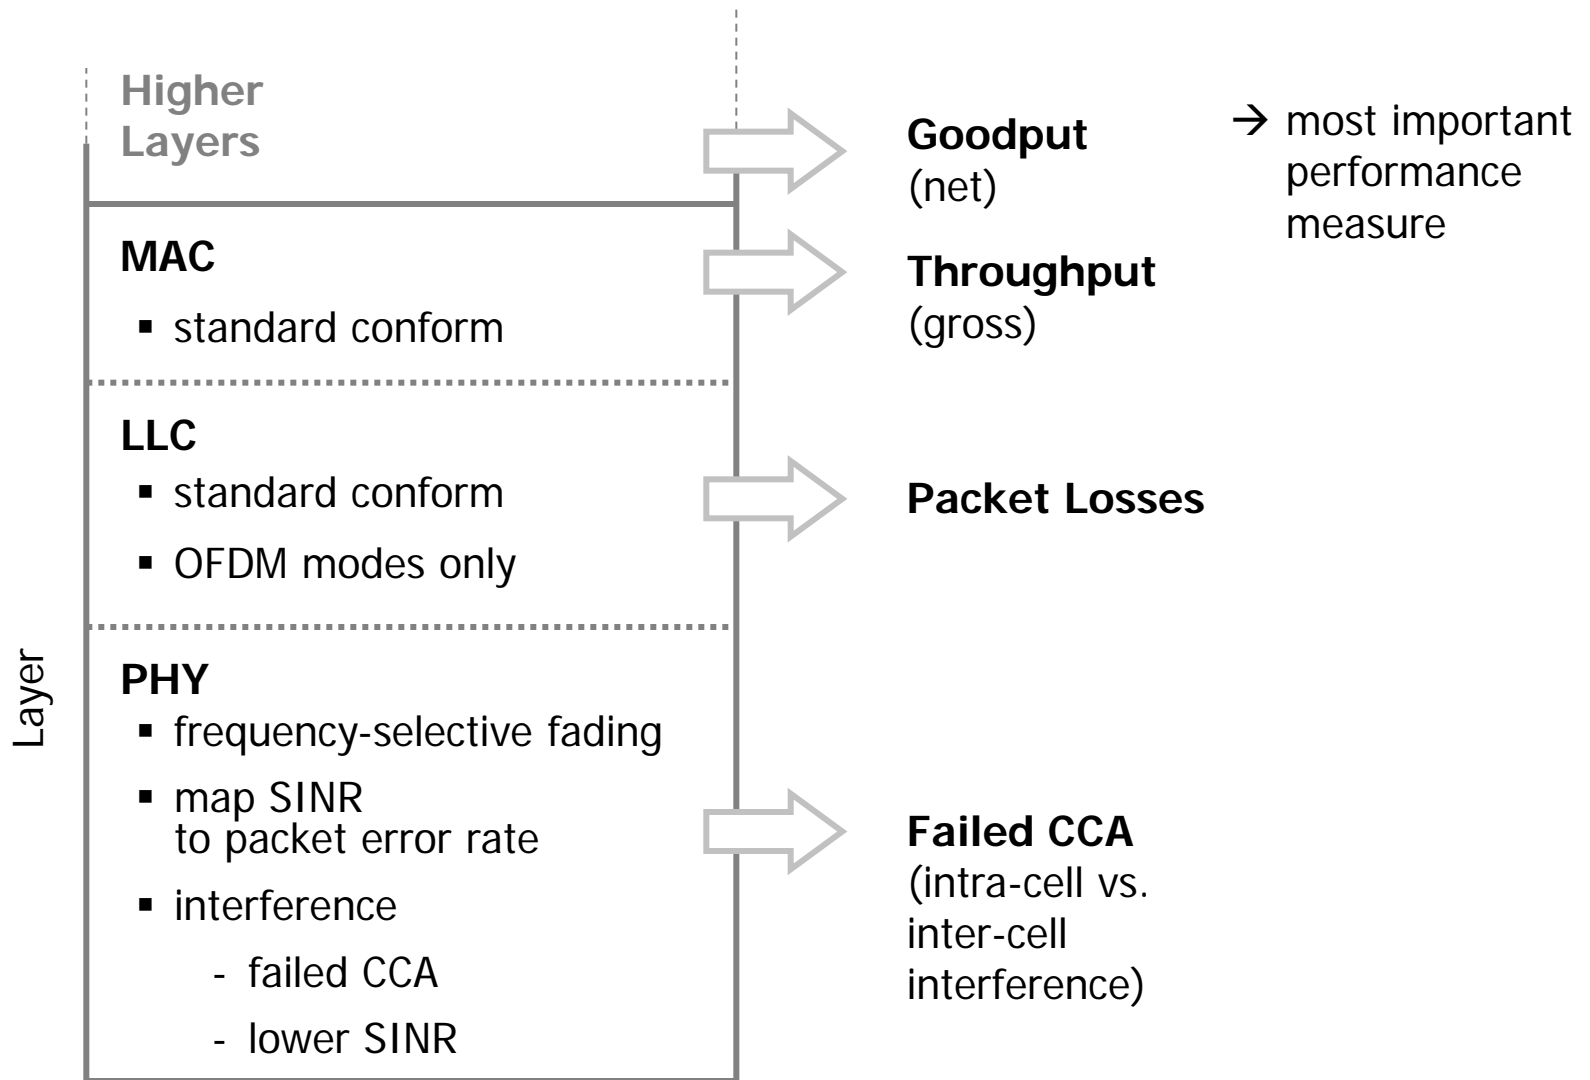 Higher
Layers
Goodput
(net)
→ most important
performance
measure
MAC
▪ standard conform
Throughput
(gross)
LLC
▪ standard conform
▪ OFDM modes only
Packet Losses
Layer
PHY
▪ frequency-selective fading
▪ map SINR
to packet error rate
▪ interference
- failed CCA
- lower SINR
Failed CCA
(intra-cell vs.
inter-cell
interference)